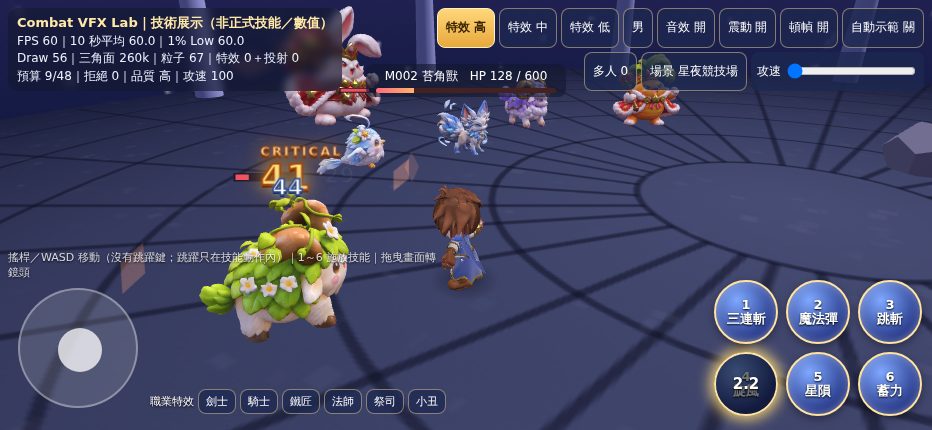 Combat VFX Lab｜技術展示（非正式技能／數值）
FPS 60｜10 秒平均 60.0｜1% Low 60.0
Draw 56｜三角面 260k｜粒子 67｜特效 0＋投射 0
預算 9/48｜拒絕 0｜品質 高｜攻速 100
特效 高
特效 中
特效 低
男
音效 開
震動 開
頓幀 開
自動示範 關
多人 0
場景 星夜競技場
攻速
M002 苔角獸 HP 128 / 600
CRITICAL
41
44
搖桿／WASD 移動（沒有跳躍鍵；跳躍只在技能動作內）｜1～6 施放技能｜拖曳畫面轉
鏡頭
1
三連斬
2
魔法彈
3
跳斬
2.2
旋風
5
星隕
6
蓄力
職業特效
劍士
騎士
鐵匠
法師
祭司
小丑